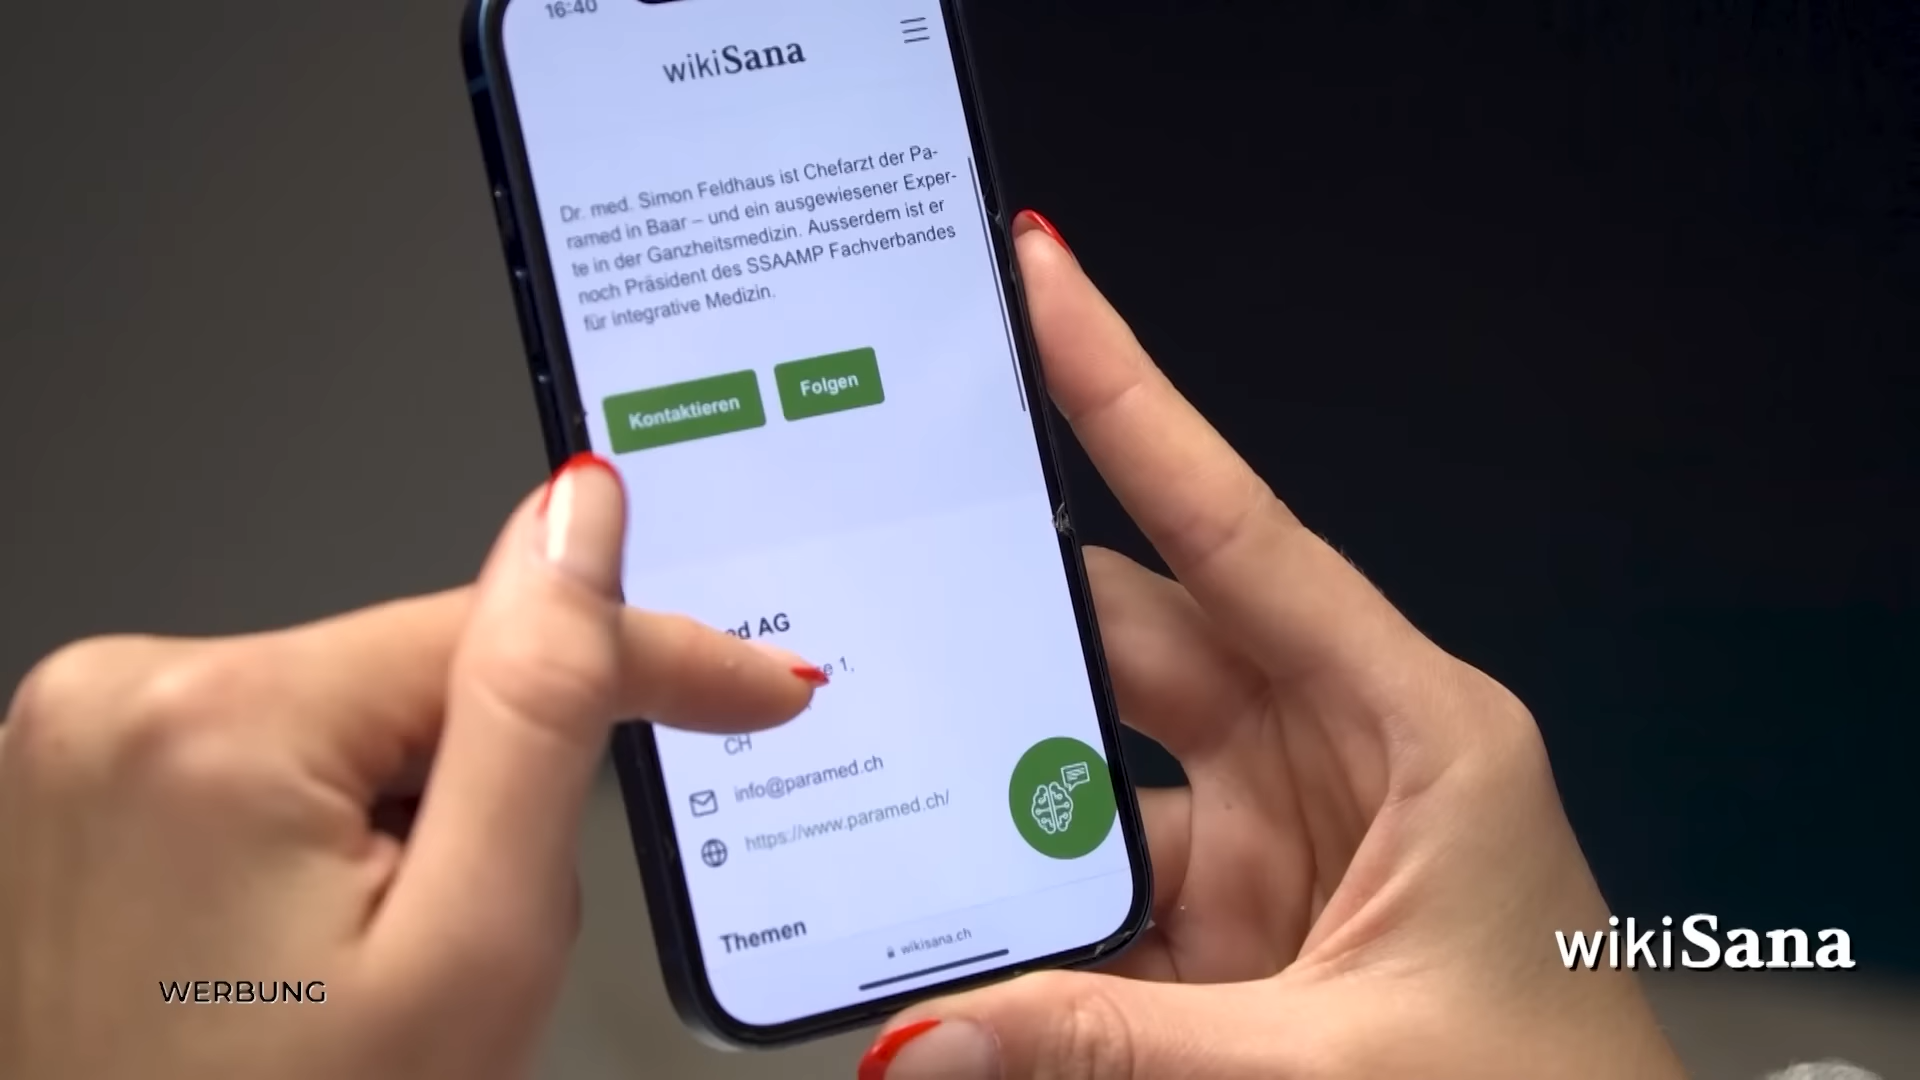 16:40
wikiSana
Dr. med. Simon Feldhaus ist Chefarzt der Pa-
ramed in Baar – und ein ausgewiesener Exper-
te in der Ganzheitsmedizin. Ausserdem ist er
noch Präsident des SSAAMP Fachverbandes
für integrative Medizin.
Kontaktieren
Folgen
AG
1,
CH
info@paramed.ch
https://www.paramed.ch/
Themen
wikisana.ch
WERBUNG
wikiSana